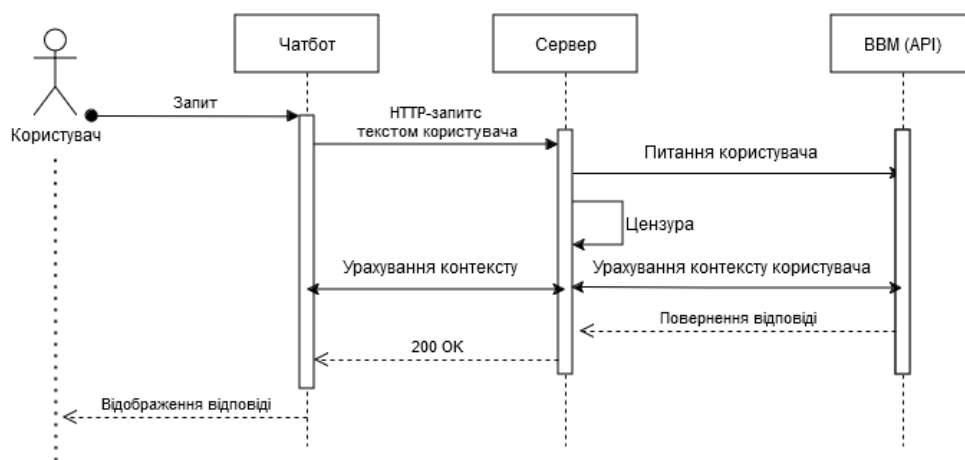 Чатбот
Сервер
ВВМ (API)
Запит
HTTP-запитс
текстом користувача
Користувач
Питання користувача
Цензура
Урахування контексту
Урахування контексту користувача
Повернення відповіді
200 OK
Відображення відповіді